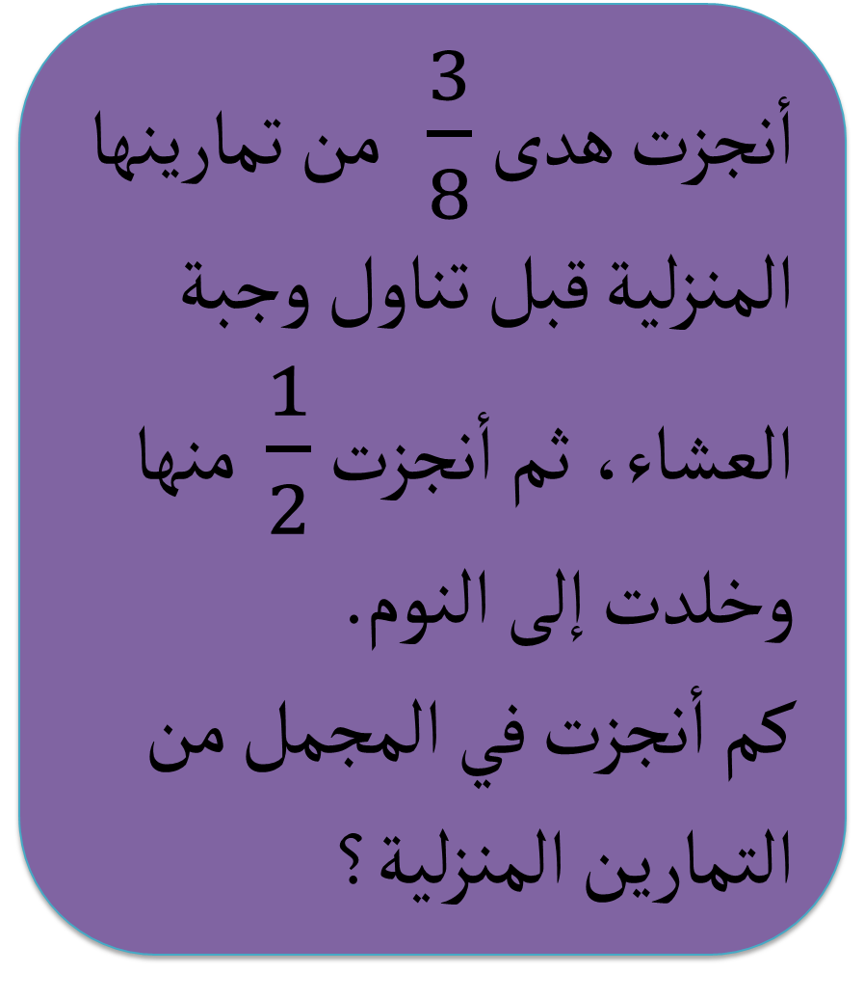 أنجزت هدى 3/8 من تمارينها
المنزلية قبل تناول وجبة
العشاء، ثم أنجزت 1/2 منها
وخلدت إلى النوم.
كم أنجزت في المجمل من
التمارين المنزلية ؟